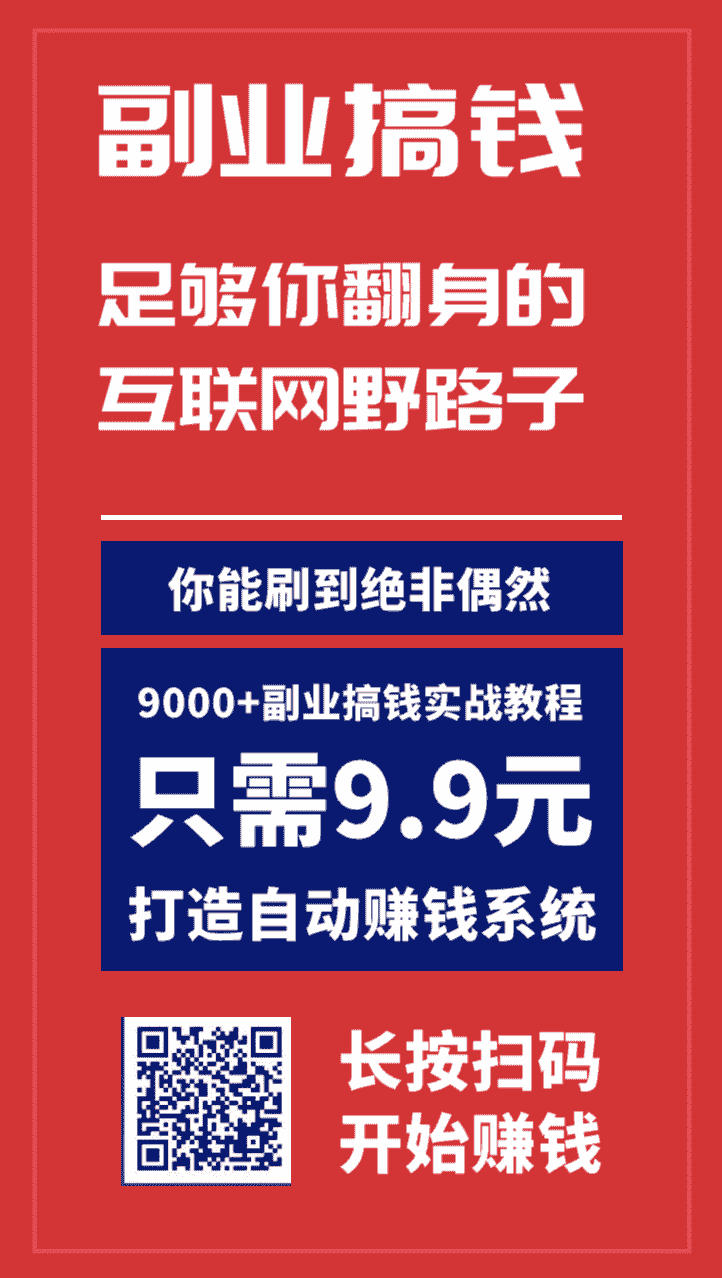 副业搞钱
足够你翻身的
互联网野路子
你能刷到绝非偶然
9000+副业搞钱实战教程
只需9.9元
打造自动赚钱系统
长按扫码
开始赚钱